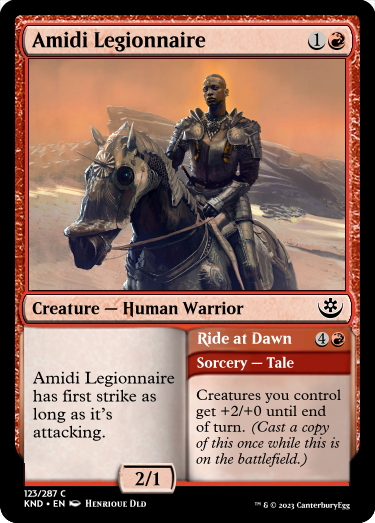 Amidi Legionnaire 1
Creature — Human Warrior
Amidi Legionnaire
has first strike as
long as it's
attacking.
2/1
Ride at Dawn 4
Sorcery — Tale
Creatures you control
get +2/+0 until end
of turn. (Cast a copy
of this once while this is
on the battlefield.)
123/287 C
KND • EN HENRIQUE DLD
™ & © 2023 CanterburyEgg